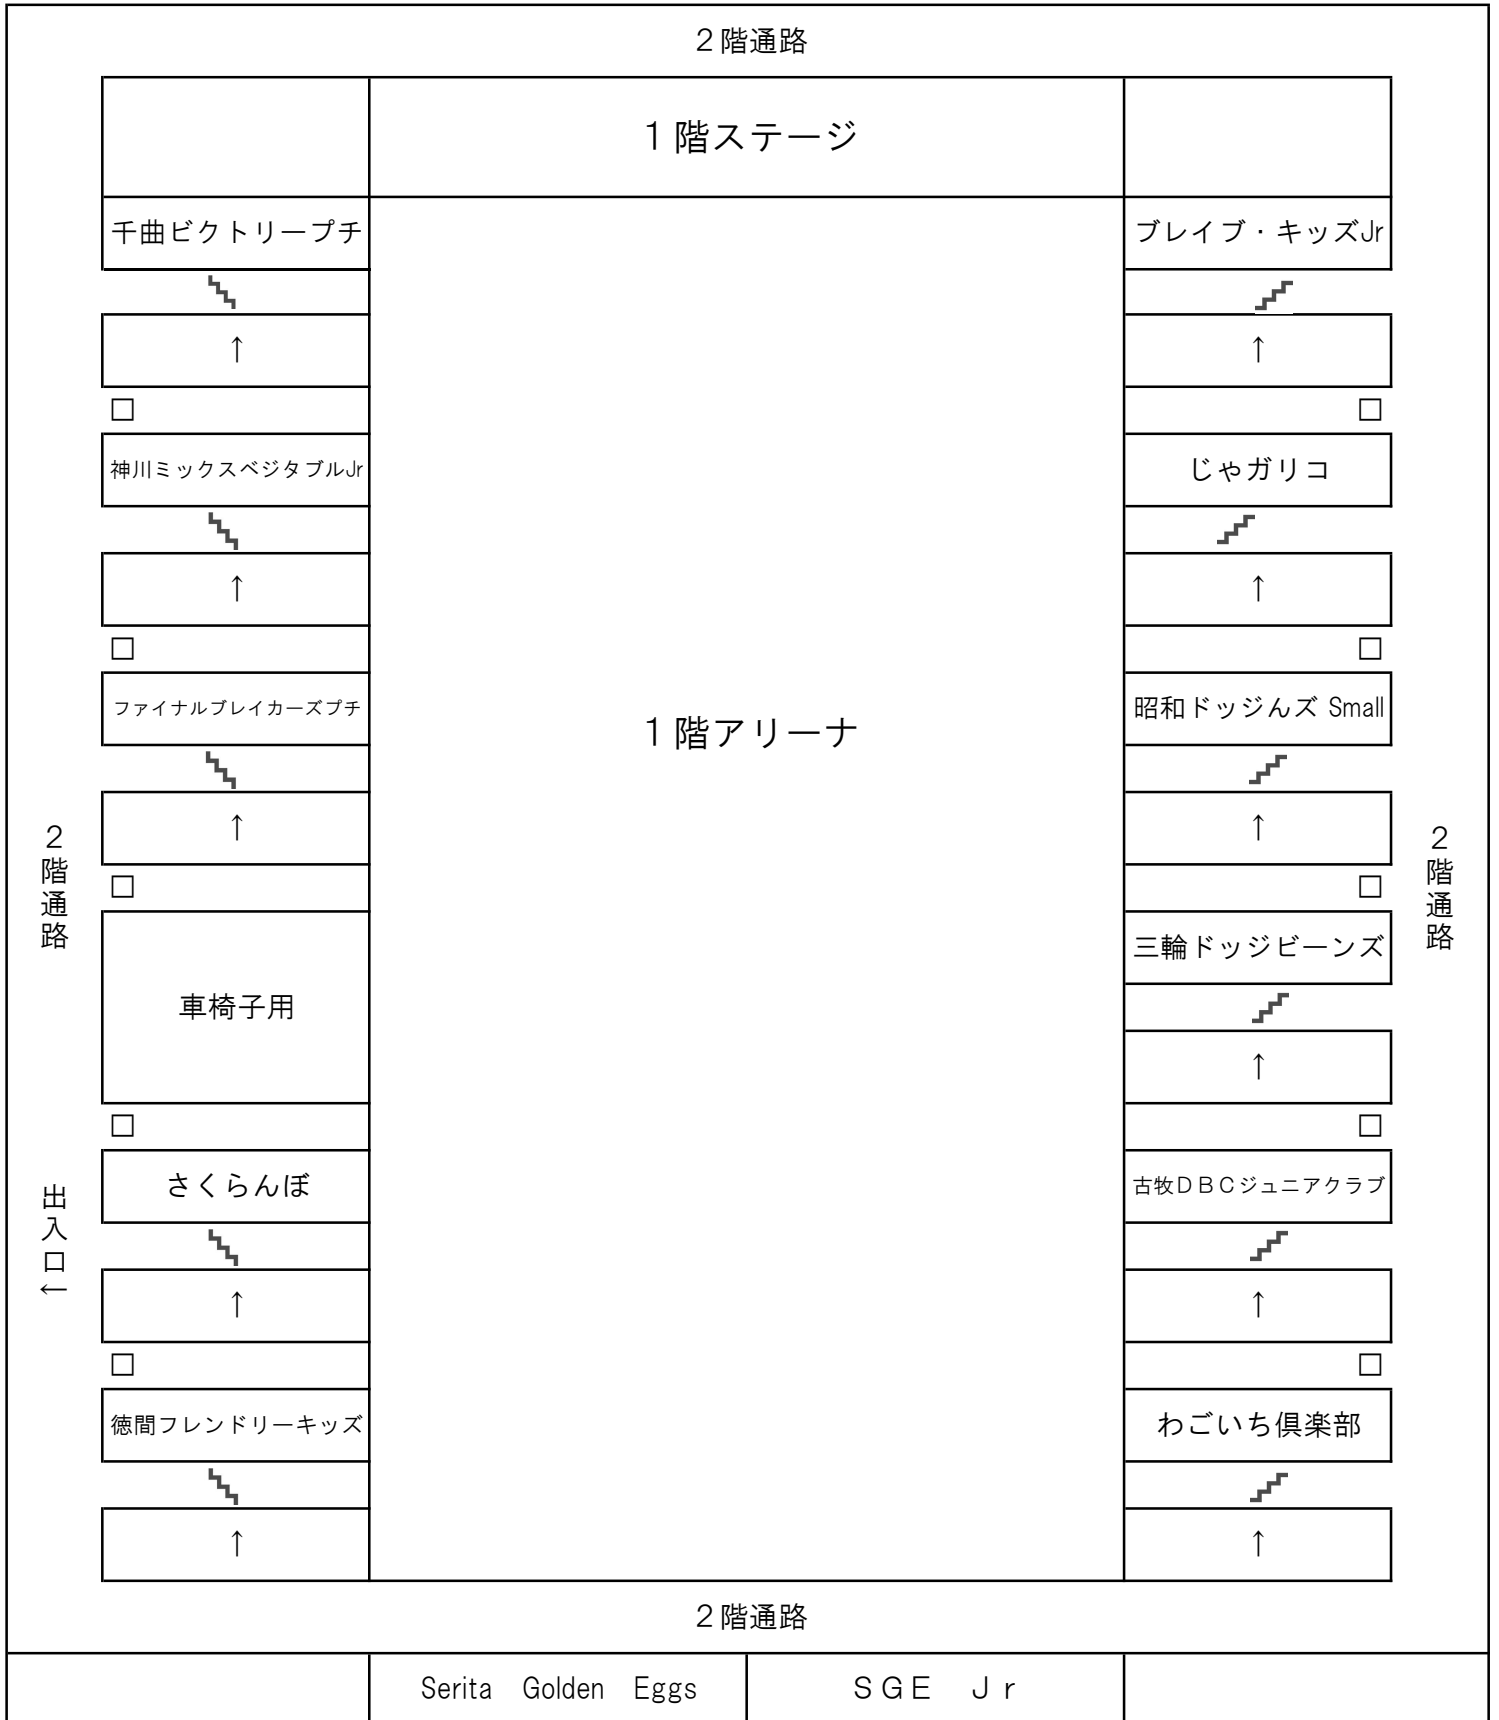 ２階通路
１階ステージ
千曲ビクトリープチ
ブレイブ・キッズJr
↑
↑
□
□
神川ミックスベジタブルJr
じゃガリコ
↑
↑
□
□
ファイナルブレイカーズプチ
昭和ドッジんズ Small
１階アリーナ
↑
↑
２階通路
２階通路
□
□
三輪ドッジビーンズ
車椅子用
↑
□
□
さくらんぼ
古牧ＤＢＣジュニアクラブ
出入口←
↑
↑
□
□
徳間フレンドリーキッズ
わごいち倶楽部
↑
↑
２階通路
Serita Golden Eggs
ＳＧＥ Ｊｒ